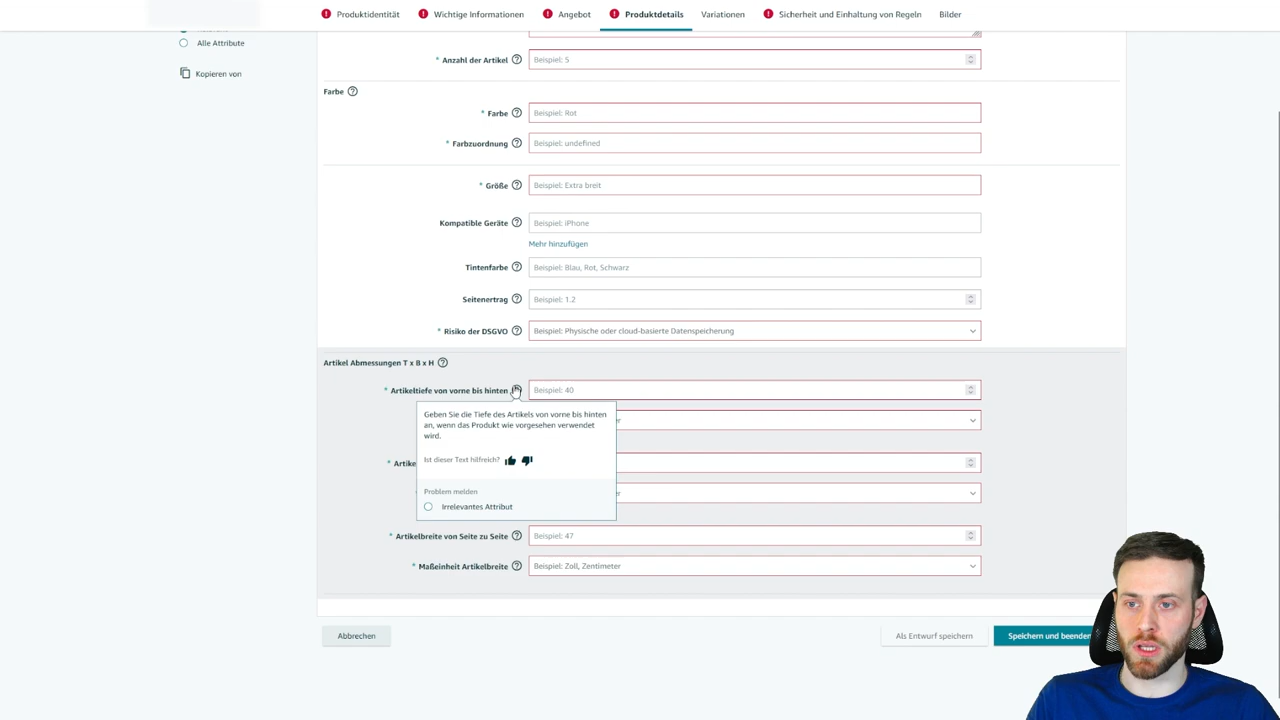 Produktidentität
Wichtige Informationen
Angebot
Produktdetails
Variationen
Sicherheit und Einhaltung von Regeln
Bilder
Alle Attribute
Kopieren von
* Anzahl der Artikel
Beispiel: 5
Farbe
* Farbe
Beispiel: Rot
* Farbzuordnung
Beispiel: undefined
* Größe
Beispiel: Extra breit
Kompatible Geräte
Beispiel: iPhone
Mehr hinzufügen
Tintenfarbe
Beispiel: Blau, Rot, Schwarz
Seitenertrag
Beispiel: 1.2
* Risiko der DSGVO
Beispiel: Physische oder cloud-basierte Datenspeicherung
Artikel Abmessungen T x B x H
* Artikeltiefe von vorne bis hinten
Beispiel: 40
Geben Sie die Tiefe des Artikels von vorne bis hinten
an, wenn das Produkt wie vorgesehen verwendet
wird.
Ist dieser Text hilfreich?
Problem melden
Irrelevantes Attribut
* Artikelbreite von Seite zu Seite
Beispiel: 47
* Maßeinheit Artikelbreite
Beispiel: Zoll, Zentimeter
Abbrechen
Als Entwurf speichern
Speichern und beenden